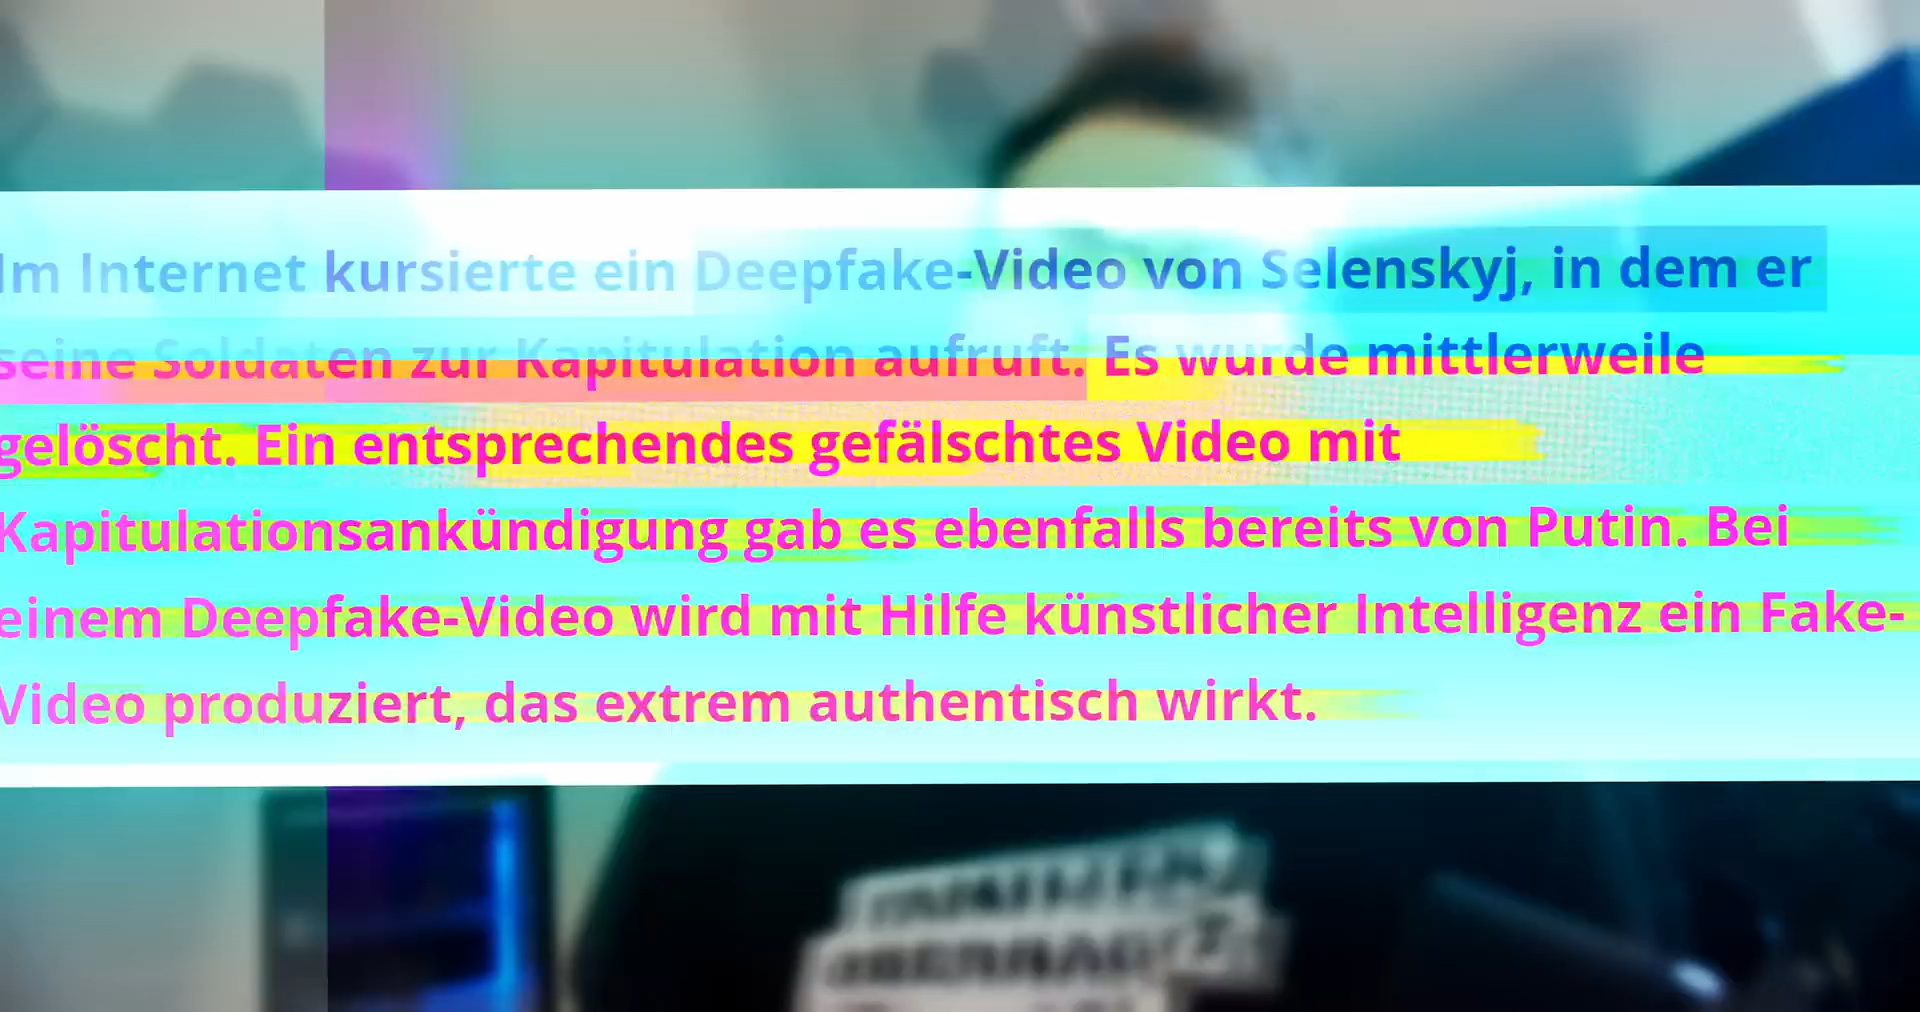 Im Internet kursierte ein Deepfake-Video von Selenskyj, in dem er
seine Soldaten zur Kapitulation aufruft. Es wurde mittlerweile
gelöscht. Ein entsprechendes gefälschtes Video mit
Kapitulationsankündigung gab es ebenfalls bereits von Putin. Bei
einem Deepfake-Video wird mit Hilfe künstlicher Intelligenz ein Fake-
Video produziert, das extrem authentisch wirkt.